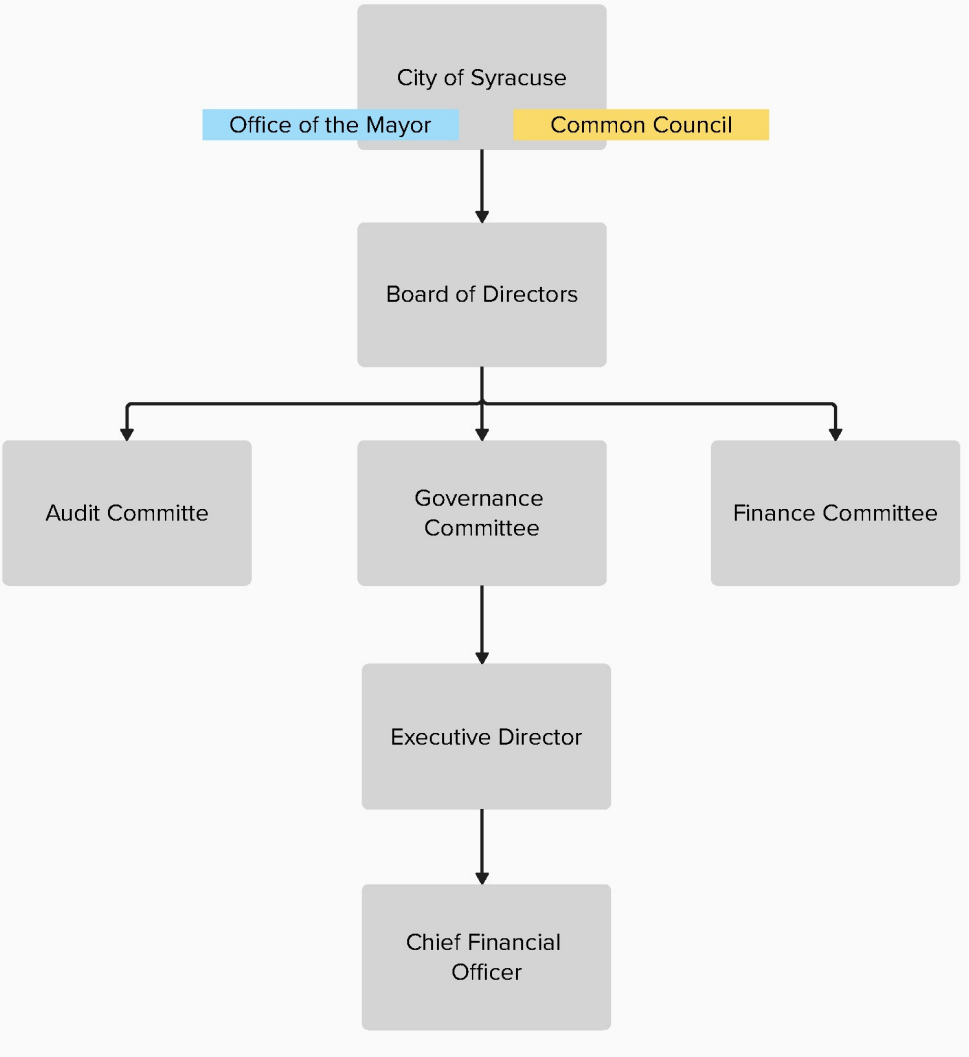 City of Syracuse
Office of the Mayor
Common Council
Board of Directors
Audit Committe
Governance
Committee
Finance Committee
Executive Director
Chief Financial
Officer